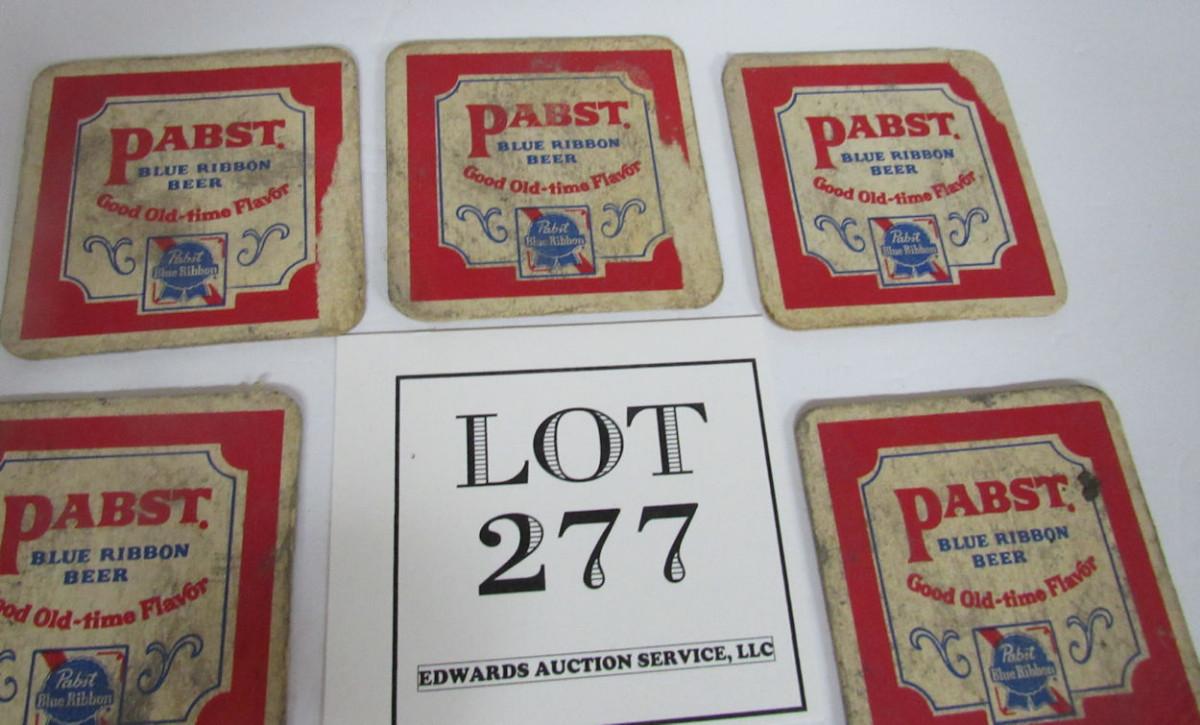 PABST.
BLUE RIBBON
BEER
Good Old-time Flavor
Pabst
Blue Ribbon
PABST.
BLUE RIBBON
BEER
Good Old-time Flavor
Pabst
Blue Ribbon
PABST.
BLUE RIBBON
BEER
Good Old-time Flavor
Pabst
Blue Ribbon
PABST.
BLUE RIBBON
BEER
ood Old-time Flavor
Pabst
Blue Ribbon
LOT
277
EDWARDS AUCTION SERVICE, LLC
PABST.
BLUE RIBBON
BEER
Good Old-time Flavor
Pabst
Blue Ribbon